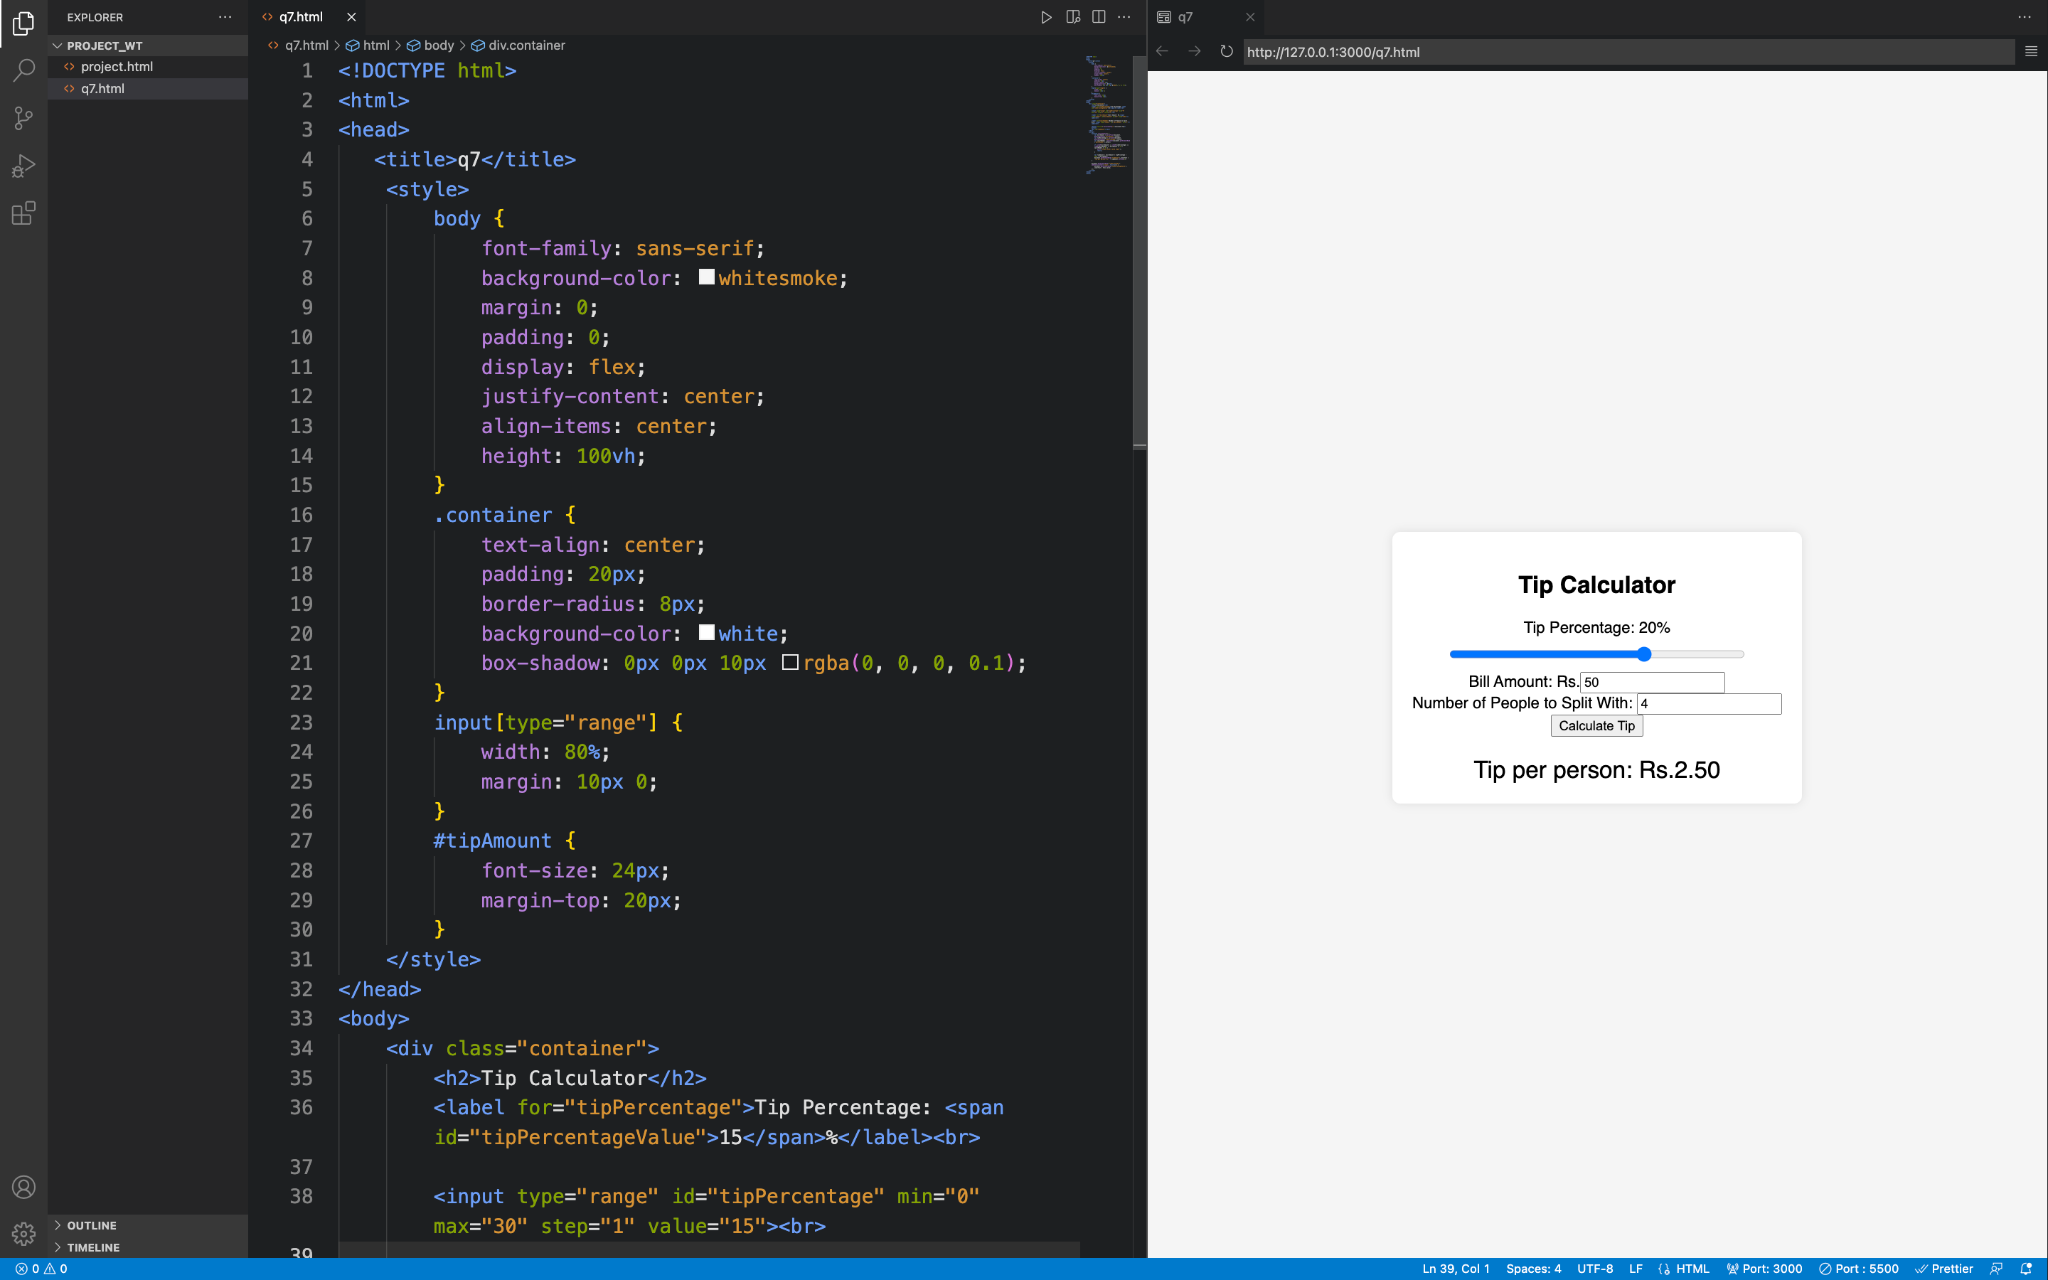 EXPLORER
PROJECT_WT
project.html
q7.html
OUTLINE
TIMELINE
q7.html
q7.html > html > body > div.container
1 <!DOCTYPE html>
2 <html>
3 <head>
4 <title>q7</title>
5 <style>
6 body {
7 font-family: sans-serif;
8 background-color: whitesmoke;
9 margin: 0;
10 padding: 0;
11 display: flex;
12 justify-content: center;
13 align-items: center;
14 height: 100vh;
15 }
16 .container {
17 text-align: center;
18 padding: 20px;
19 border-radius: 8px;
20 background-color: white;
21 box-shadow: 0px 0px 10px rgba(0, 0, 0, 0.1);
22 }
23 input[type="range"] {
24 width: 80%;
25 margin: 10px 0;
26 }
27 #tipAmount {
28 font-size: 24px;
29 margin-top: 20px;
30 }
31 </style>
32 </head>
33 <body>
34 <div class="container">
35 <h2>Tip Calculator</h2>
36 <label for="tipPercentage">Tip Percentage: <span
id="tipPercentageValue">15</span>%</label><br>
37
38 <input type="range" id="tipPercentage" min="0"
max="30" step="1" value="15"><br>
39
q7
http://127.0.0.1:3000/q7.html
Tip Calculator
Tip Percentage: 20%
Bill Amount: Rs. 50
Number of People to Split With: 4
Calculate Tip
Tip per person: Rs.2.50
0 0 Ln 39, Col 1 Spaces: 4 UTF-8 LF HTML Port: 3000 Port : 5500 Prettier